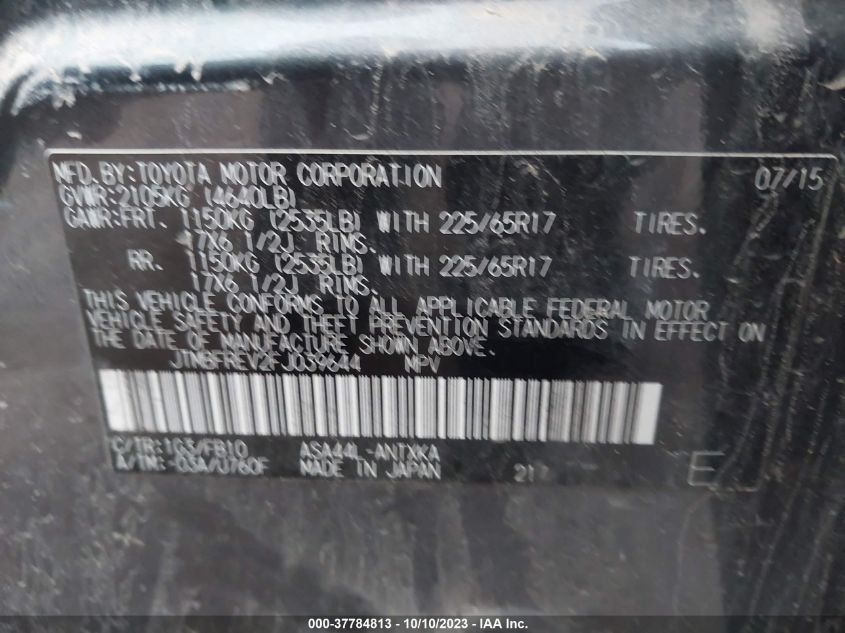 MFD. BY:TOYOTA MOTOR CORPORATION 07/15
GVWR:2105KG (4640LB)
GAWR:FRT. 1150KG (2535LB) WITH 225/65R17 TIRES.
17X6 1/2J RIMS.
RR. 1150KG (2535LB) WITH 225/65R17 TIRES.
17X6 1/2J RIMS.
THIS VEHICLE CONFORMS TO ALL APPLICABLE FEDERAL MOTOR
VEHICLE SAFETY AND THEFT PREVENTION STANDARDS IN EFFECT ON
THE DATE OF MANUFACTURE SHOWN ABOVE.
JTMBFREV2FJ039644 MPV
C/TR:1G3/FB10 ASA44L-ANTXKA
A/TM:-03A/U760F MADE IN JAPAN E
000-37784813 - 10/10/2023 - IAA Inc.